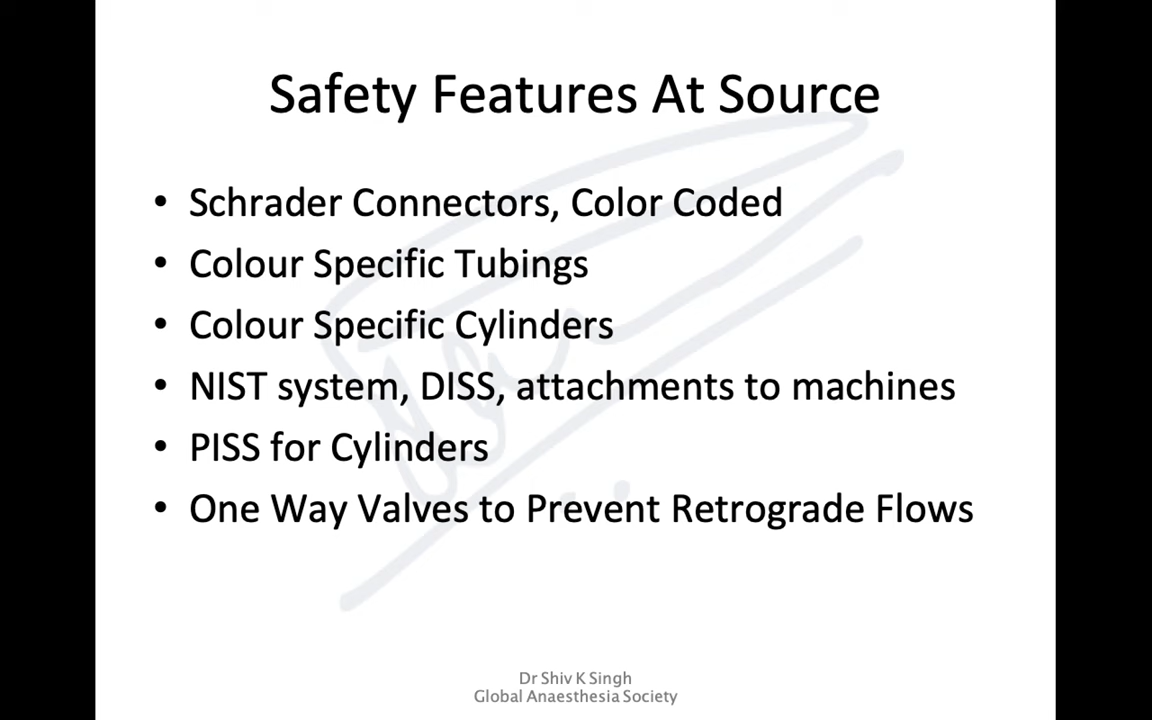 Safety Features At Source
• Schrader Connectors, Color Coded
• Colour Specific Tubings
• Colour Specific Cylinders
• NIST system, DISS, attachments to machines
• PISS for Cylinders
• One Way Valves to Prevent Retrograde Flows
Dr Shiv K Singh
Global Anaesthesia Society